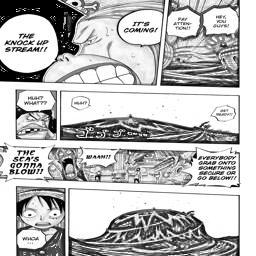 HEY,
YOU
GUYS!
PAY
ATTEN-
TION!!
IT'S
COMING!
THE
KNOCK UP
STREAM!!
GET
READY!!
HUH?
HUH?
WHAT??
EVERYBODY
GRAB ONTO
SOMETHING
SECURE OR
GO BELOW!!
WAAH!!
THE
SEA'S
GONNA
BLOW!!
WHOA
...